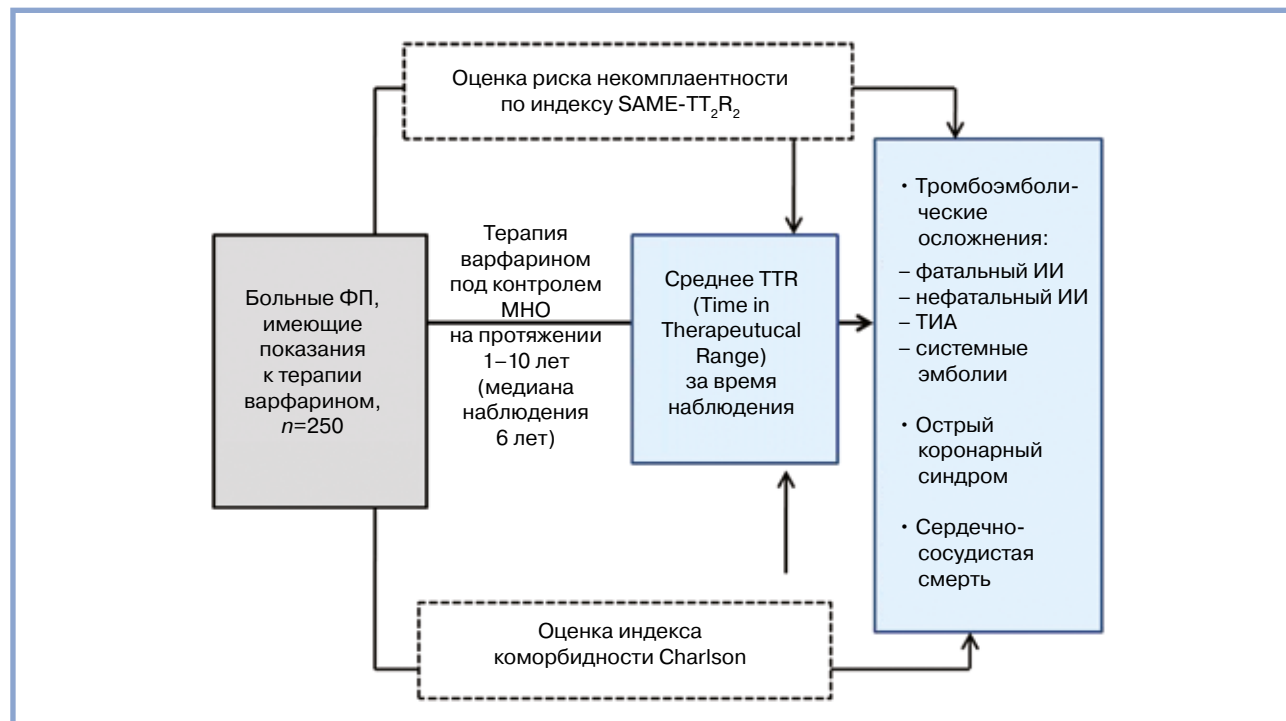 Оценка риска некомплаентности
по индексу SAME-TT₂R₂
Больные ФП,
имеющие
показания
к терапии
варфарином,
n=250
Терапия
варфарином
под контролем
МНО
на протяжении
1–10 лет
(медиана
наблюдения
6 лет)
Среднее TTR
(Time in
Therapeutucal
Range)
за время
наблюдения
• Тромбоэмболи-
ческие
осложнения:
– фатальный ИИ
– нефатальный ИИ
– ТИА
– системные
эмболии
• Острый
коронарный
синдром
• Сердечно-
сосудистая
смерть
Оценка индекса
коморбидности Charlson